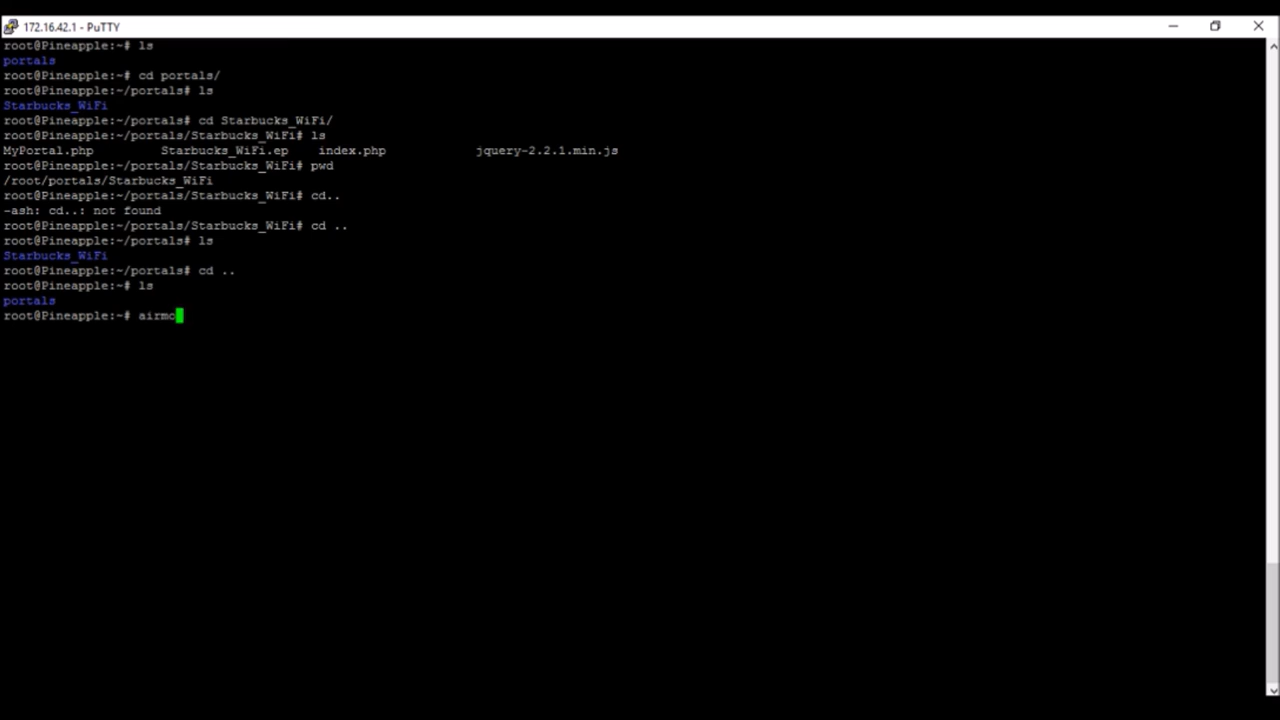 172.16.42.1 - PuTTY
root@Pineapple:~# ls
portals
root@Pineapple:~# cd portals/
root@Pineapple:~/portals# ls
Starbucks_WiFi
root@Pineapple:~/portals# cd Starbucks_WiFi/
root@Pineapple:~/portals/Starbucks_WiFi# ls
MyPortal.php Starbucks_WiFi.ep index.php jquery-2.2.1.min.js
root@Pineapple:~/portals/Starbucks_WiFi# pwd
/root/portals/Starbucks_WiFi
root@Pineapple:~/portals/Starbucks_WiFi# cd..
-ash: cd..: not found
root@Pineapple:~/portals/Starbucks_WiFi# cd ..
root@Pineapple:~/portals# ls
Starbucks_WiFi
root@Pineapple:~/portals# cd ..
root@Pineapple:~# ls
portals
root@Pineapple:~# airmo